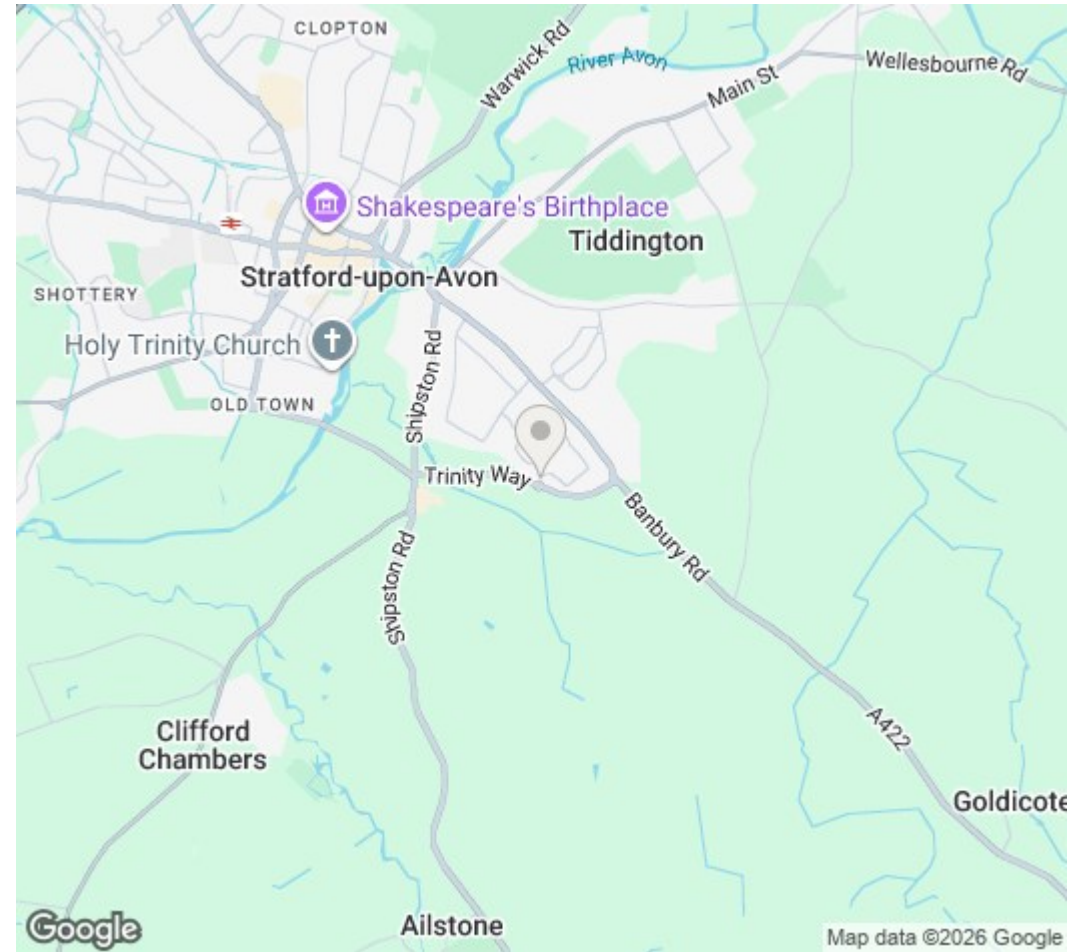 CLOPTON
Warwick Rd
River Avon
Main St
Wellesbourne Rd
Shakespeare's Birthplace
Tiddington
Stratford-upon-Avon
SHOTTERY
Holy Trinity Church
OLD TOWN
Shipston Rd
Trinity Way
Banbury Rd
Shipston Rd
Clifford
Chambers
A422
Goldicote
Ailstone
Google
Map data ©2026 Google